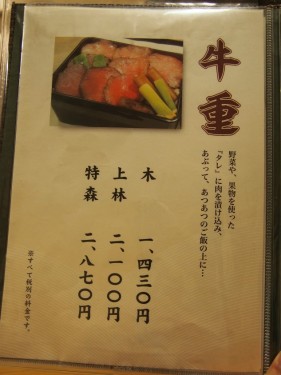 牛重
野菜や、果物を使った
「タレ」に肉を漬け込み、
あぶって、あつあつのご飯の上に…
木 一、四三〇円
上林 二、一〇〇円
特森 二、八七〇円
※すべて税別の料金です。